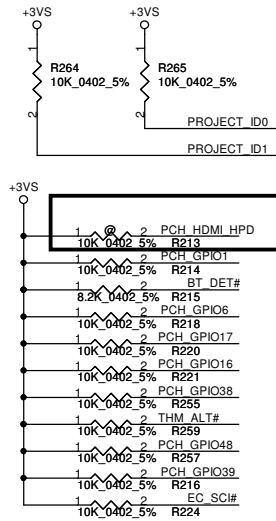 +3VS +3VS
1 1
R264 R265
10K_0402_5% 10K_0402_5%
2 2
PROJECT_ID0
PROJECT_ID1
+3VS
1 @ 2 PCH_HDMI_HPD
10K_0402_5% R213
1 2 PCH_GPIO1
10K_0402_5% R214
1 2 BT_DET#
8.2K_0402_5% R215
1 2 PCH_GPIO6
10K_0402_5% R218
1 2 PCH_GPIO17
10K_0402_5% R220
1 2 PCH_GPIO16
10K_0402_5% R221
1 2 PCH_GPIO38
10K_0402_5% R255
1 2 THM_ALT#
10K_0402_5% R259
1 2 PCH_GPIO48
10K_0402_5% R257
1 2 PCH_GPIO39
10K_0402_5% R216
1 2 EC_SCI#
10K_0402_5% R224